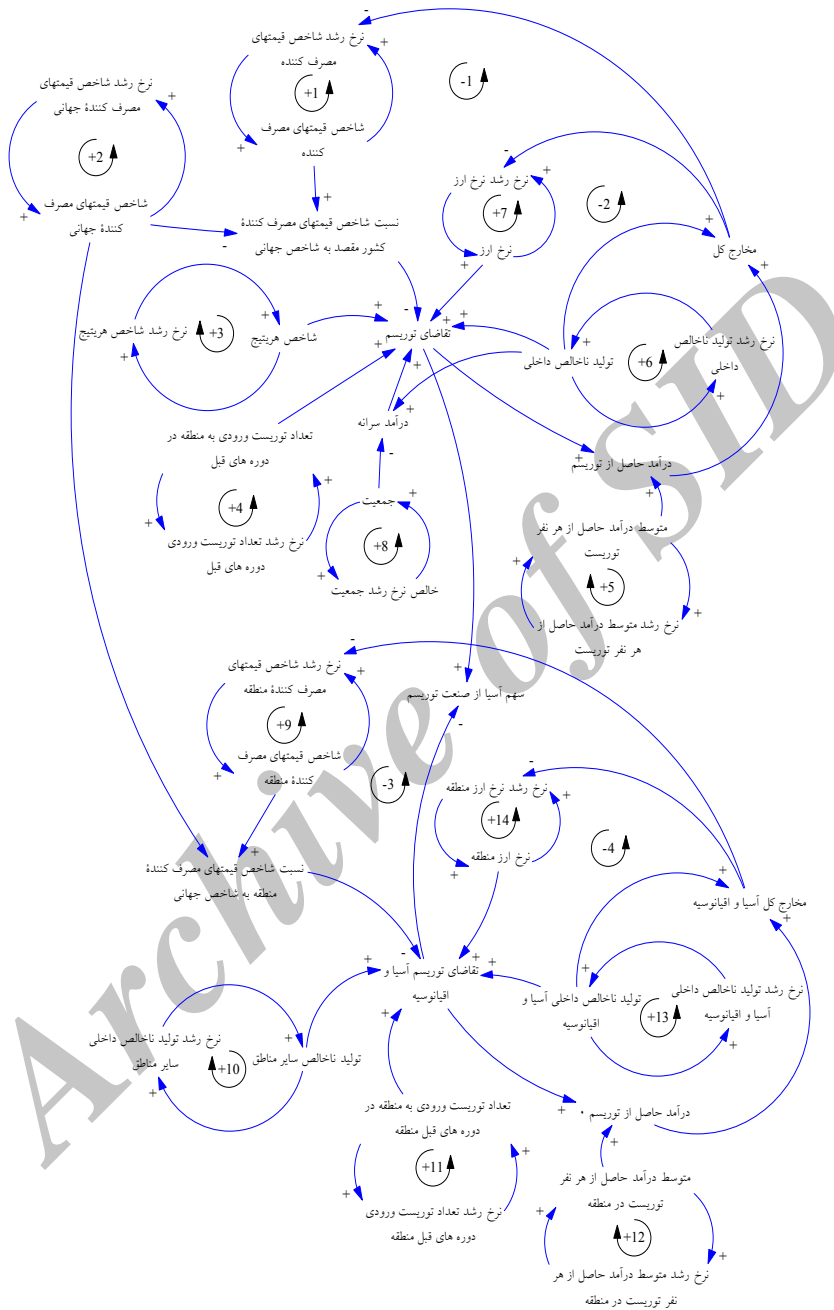 نرخ رشد شاخص قیمتهای
مصرف کننده
+1
شاخص قیمتهای مصرف
کننده
-1
نرخ رشد شاخص قیمتهای
مصرف کنندهٔ جهانی
+2
شاخص قیمتهای مصرف
کنندهٔ جهانی
نسبت شاخص قیمتهای مصرف کنندهٔ
کشور مقصد به شاخص جهانی
نرخ رشد نرخ ارز
+7
نرخ ارز
-2
مخارج کل
نرخ رشد شاخص هریتیج
+3
شاخص هریتیج
تقاضای توریسم
تولید ناخالص داخلی
+6
نرخ رشد تولید ناخالص
داخلی
درآمد سرانه
درآمد حاصل از توریسم
تعداد توریست ورودی به منطقه در
دوره های قبل
+4
نرخ رشد تعداد توریست ورودی
دوره های قبل
جمعیت
+8
خالص نرخ رشد جمعیت
متوسط درآمد حاصل از هر نفر
توریست
+5
نرخ رشد متوسط درآمد حاصل از
هر نفر توریست
نرخ رشد شاخص قیمتهای
مصرف کنندهٔ منطقه
+9
شاخص قیمتهای مصرف
کنندهٔ منطقه
سهم آسیا از صنعت توریسم
-3
نرخ رشد نرخ ارز منطقه
+14
نرخ ارز منطقه
-4
نسبت شاخص قیمتهای مصرف کنندهٔ
منطقه به شاخص جهانی
مخارج کل آسیا و اقیانوسیه
تقاضای توریسم آسیا و
اقیانوسیه
تولید ناخالص داخلی آسیا و
اقیانوسیه
+13
نرخ رشد تولید ناخالص داخلی
آسیا و اقیانوسیه
نرخ رشد تولید ناخالص داخلی
سایر مناطق
+10
تولید ناخالص سایر مناطق
تعداد توریست ورودی به منطقه در
دوره های قبل منطقه
+11
نرخ رشد تعداد توریست ورودی
دوره های قبل منطقه
درآمد حاصل از توریسم ٠
متوسط درآمد حاصل از هر نفر
توریست در منطقه
+12
نرخ رشد متوسط درآمد حاصل از هر
نفر توریست در منطقه
Archive of SID